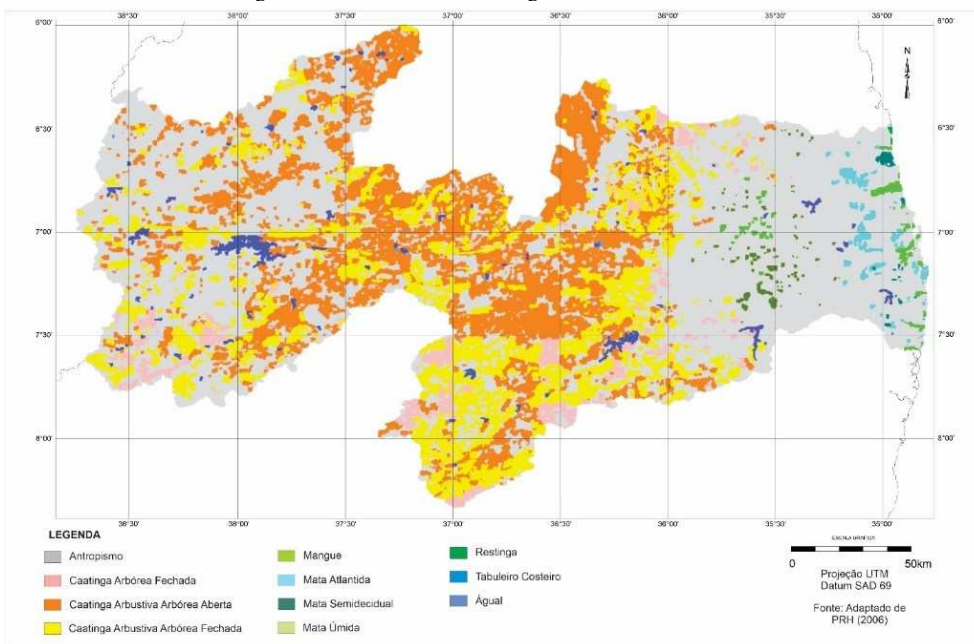 6°00' 38°30' 38°00' 37°30' 37°00' 36°30' 36°00' 35°30' 35°00' 6°00'
N
6°30' 6°30'
7°00' 7°00'
7°30' 7°30'
8°00' 8°00'
38°30' 38°00' 37°30' 37°00' 36°30' 36°00' 35°30' 35°00'
LEGENDA
Antropismo
Caatinga Arbórea Fechada
Caatinga Arbustiva Arbórea Aberta
Caatinga Arbustiva Arbórea Fechada
Mangue
Mata Atlantida
Mata Semidecidual
Mata Úmida
Restinga
Tabuleiro Costeiro
Águal
ESCALA GRÁFICA
0 50km
Projeção UTM
Datum SAD 69
Fonte: Adaptado de
PRH (2006)